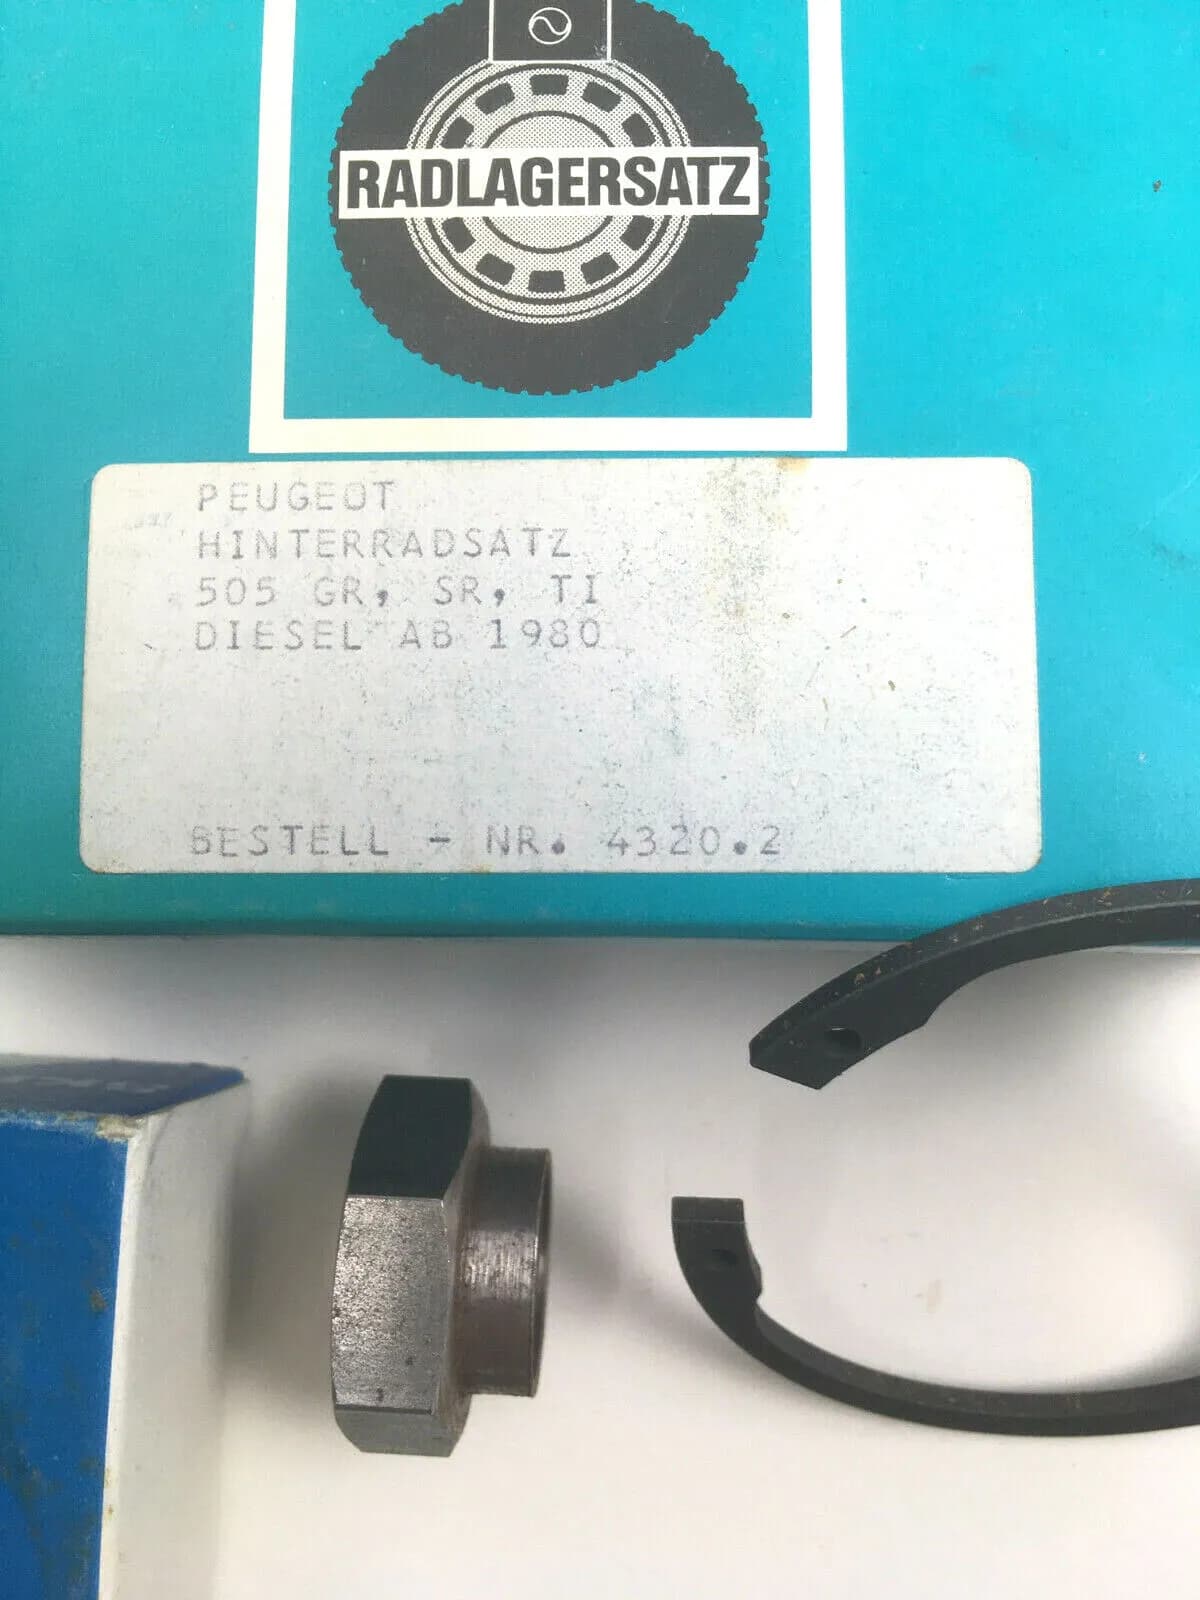 RADLAGERSATZ
PEUGEOT
HINTERRADSATZ
505 GR, SR, TI
DIESEL AB 1980
BESTELL - NR. 4320.2